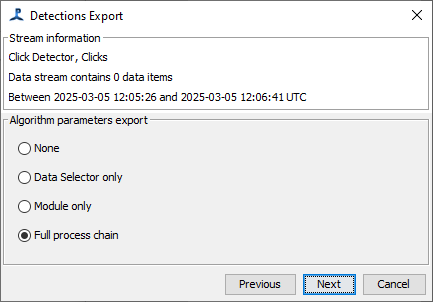 Detections Export
Stream information
Click Detector, Clicks
Data stream contains 0 data items
Between 2025-03-05 12:05:26 and 2025-03-05 12:06:41 UTC
Algorithm parameters export
None
Data Selector only
Module only
Full process chain
Previous
Next
Cancel